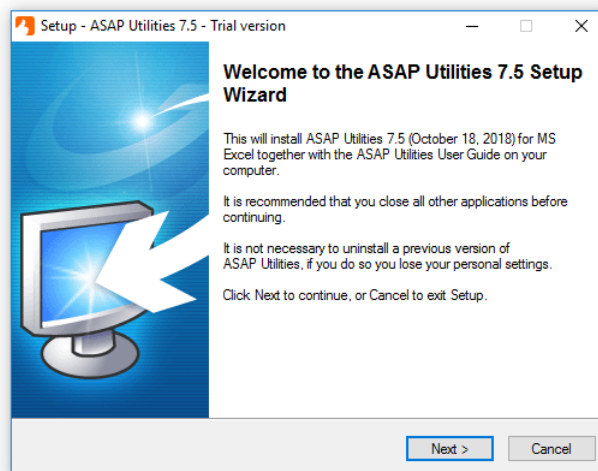 Setup - ASAP Utilities 7.5 - Trial version
Welcome to the ASAP Utilities 7.5 Setup
Wizard
This will install ASAP Utilities 7.5 (October 18, 2018) for MS
Excel together with the ASAP Utilities User Guide on your
computer.
It is recommended that you close all other applications before
continuing.
It is not necessary to uninstall a previous version of
ASAP Utilities, if you do so you lose your personal settings.
Click Next to continue, or Cancel to exit Setup.
Next >
Cancel